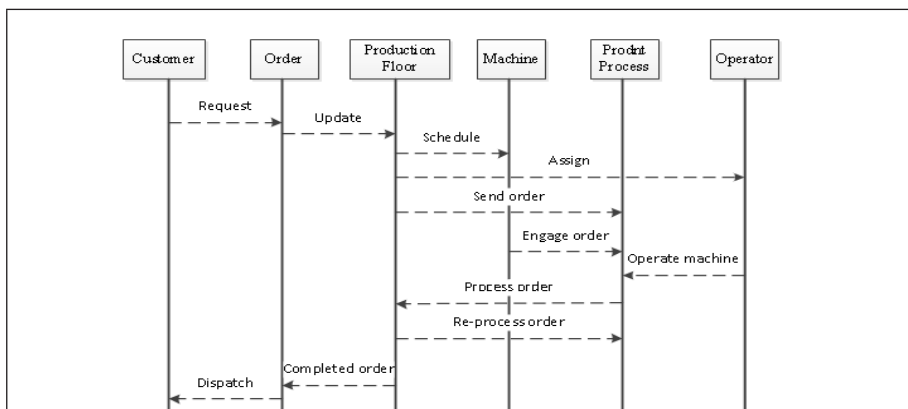 Customer
Order
Production
Floor
Machine
Prodnt
Process
Operator
Request
Update
Schedule
Assign
Send order
Engage order
Operate machine
Process order
Re-process order
Completed order
Dispatch